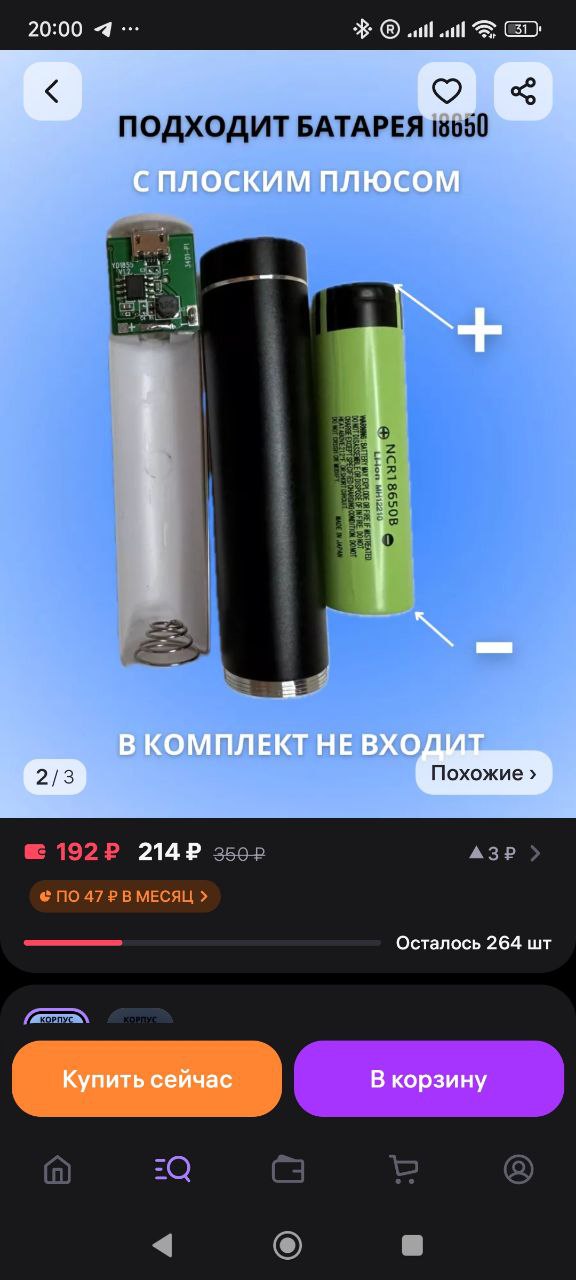 20:00
31
ПОДХОДИТ БАТАРЕЯ 18650
С ПЛОСКИМ ПЛЮСОМ
+
NCR18650B
Li-ion MH12210
MADE IN JAPAN
−
В КОМПЛЕКТ НЕ ВХОДИТ
2 / 3
Похожие ›
192 ₽ 214 ₽ 350 ₽
▲3 ₽
ПО 47 ₽ В МЕСЯЦ
Осталось 264 шт
КОРПУС КОРПУС
Купить сейчас
В корзину